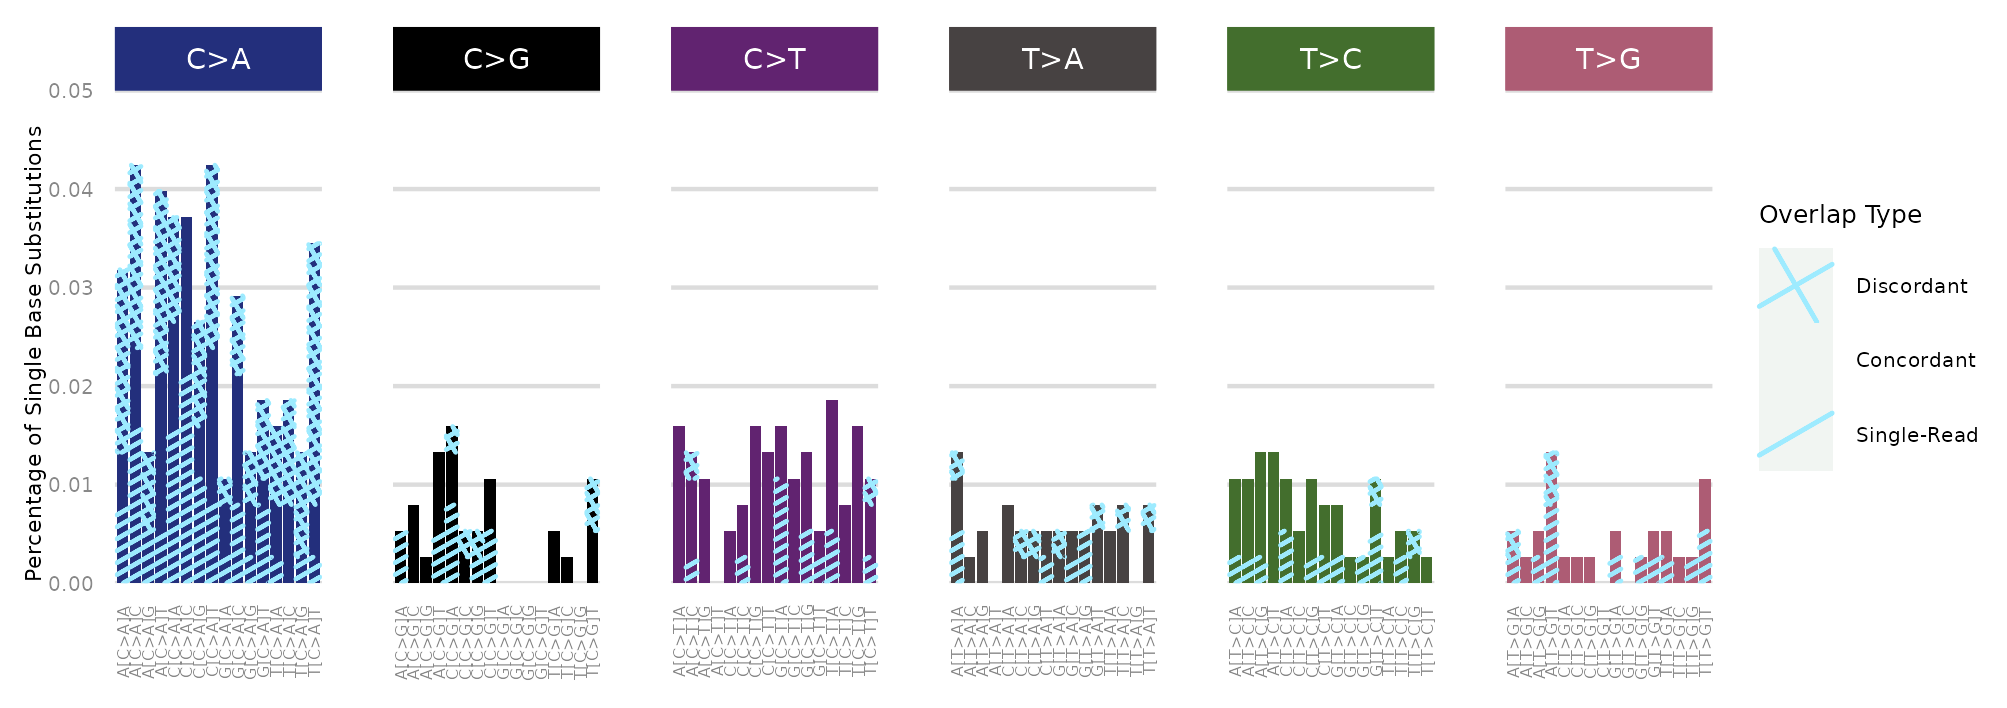 C>A
C>G
C>T
T>A
T>C
T>G
Percentage of Single Base Substitutions
0.05
0.04
0.03
0.02
0.01
0.00
A[C>A]A
A[C>A]C
A[C>A]G
A[C>A]T
C[C>A]A
C[C>A]C
C[C>A]G
C[C>A]T
G[C>A]A
G[C>A]C
G[C>A]G
G[C>A]T
T[C>A]A
T[C>A]C
T[C>A]G
T[C>A]T
A[C>G]A
A[C>G]C
A[C>G]G
A[C>G]T
C[C>G]A
C[C>G]C
C[C>G]G
C[C>G]T
G[C>G]A
G[C>G]C
G[C>G]G
G[C>G]T
T[C>G]A
T[C>G]C
T[C>G]G
T[C>G]T
A[C>T]A
A[C>T]C
A[C>T]G
A[C>T]T
C[C>T]A
C[C>T]C
C[C>T]G
C[C>T]T
G[C>T]A
G[C>T]C
G[C>T]G
G[C>T]T
T[C>T]A
T[C>T]C
T[C>T]G
T[C>T]T
A[T>A]A
A[T>A]C
A[T>A]G
A[T>A]T
C[T>A]A
C[T>A]C
C[T>A]G
C[T>A]T
G[T>A]A
G[T>A]C
G[T>A]G
G[T>A]T
T[T>A]A
T[T>A]C
T[T>A]G
T[T>A]T
A[T>C]A
A[T>C]C
A[T>C]G
A[T>C]T
C[T>C]A
C[T>C]C
C[T>C]G
C[T>C]T
G[T>C]A
G[T>C]C
G[T>C]G
G[T>C]T
T[T>C]A
T[T>C]C
T[T>C]G
T[T>C]T
A[T>G]A
A[T>G]C
A[T>G]G
A[T>G]T
C[T>G]A
C[T>G]C
C[T>G]G
C[T>G]T
G[T>G]A
G[T>G]C
G[T>G]G
G[T>G]T
T[T>G]A
T[T>G]C
T[T>G]G
T[T>G]T
Overlap Type
Discordant
Concordant
Single-Read